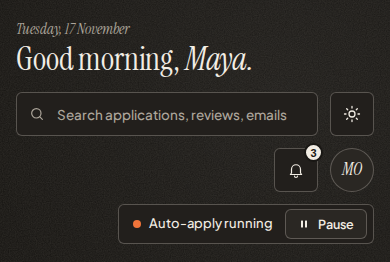 Tuesday, 17 November
Good morning, Maya.
Search applications, reviews, emails
3
MO
Auto-apply running
Pause